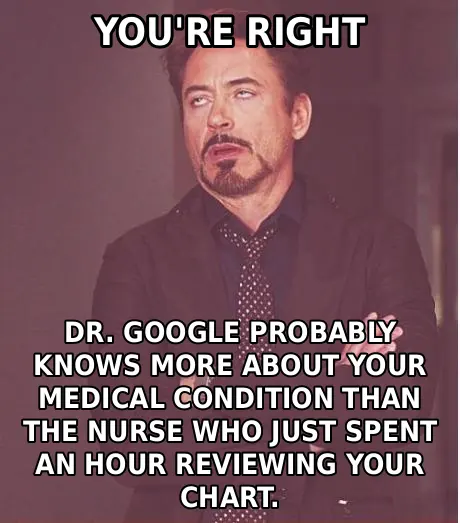 YOU'RE RIGHT
DR. GOOGLE PROBABLY
KNOWS MORE ABOUT YOUR
MEDICAL CONDITION THAN
THE NURSE WHO JUST SPENT
AN HOUR REVIEWING YOUR
CHART.